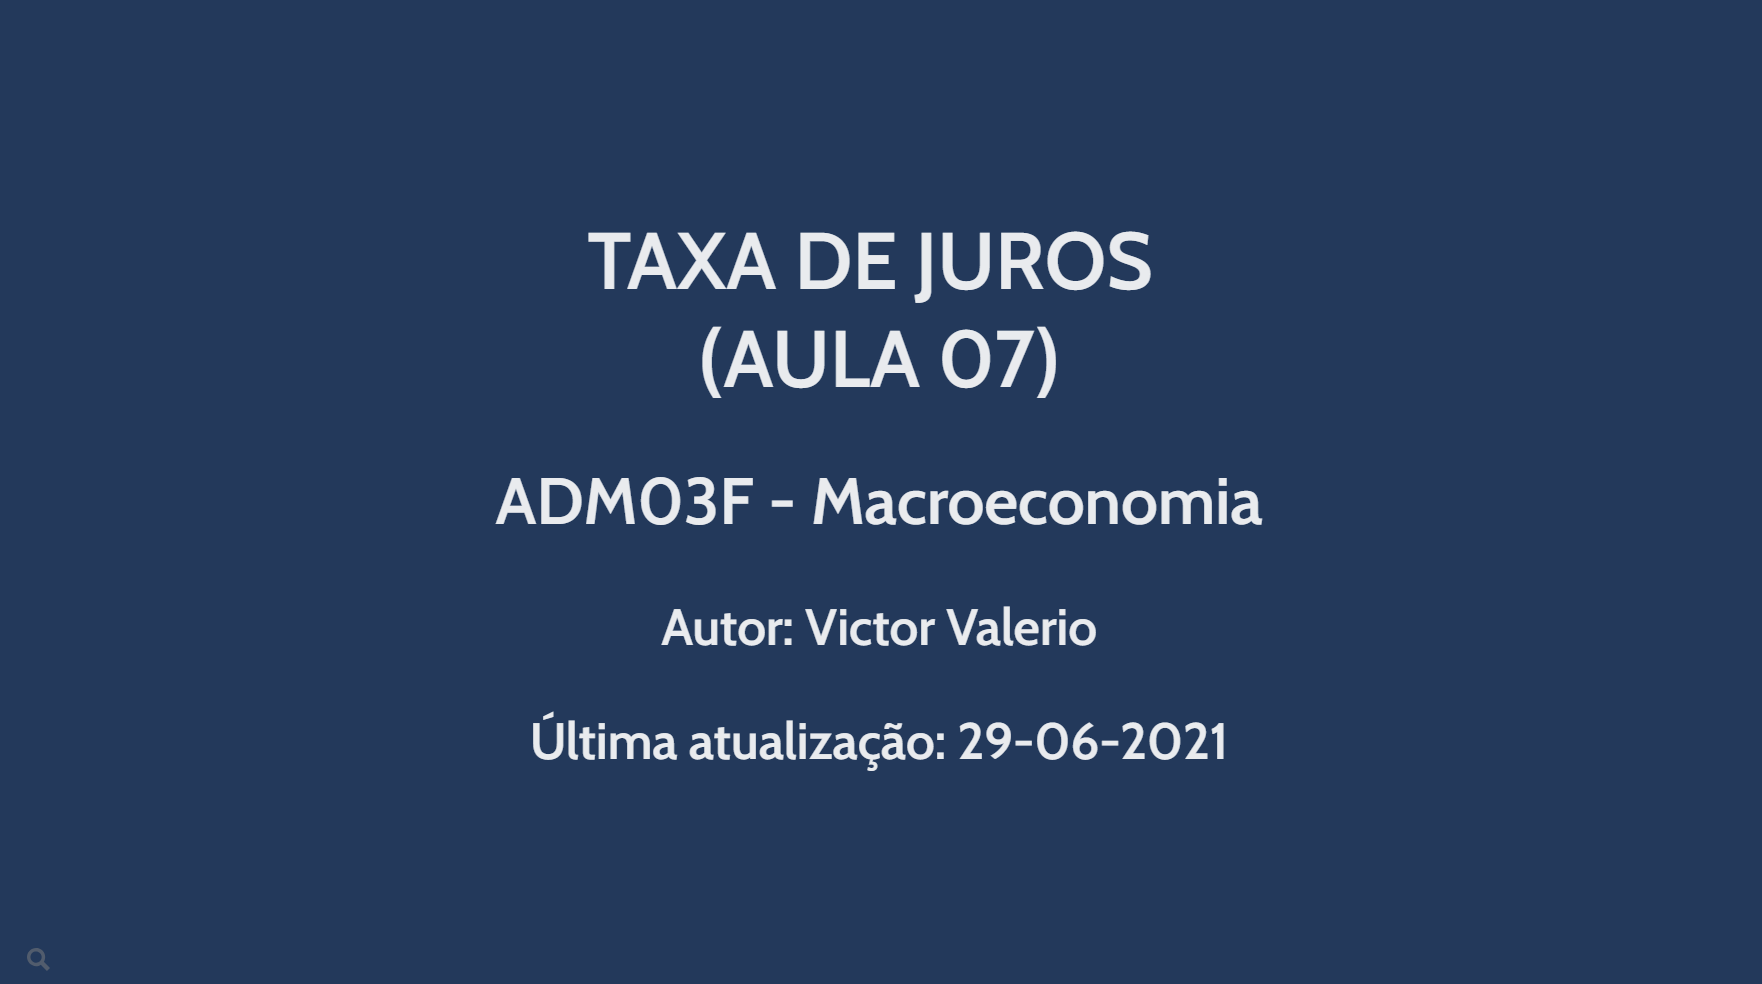 TAXA DE JUROS
(AULA 07)
ADM03F - Macroeconomia
Autor: Victor Valerio
Última atualização: 29-06-2021